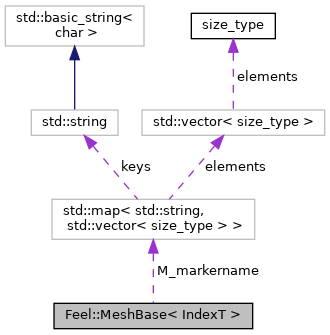 std::basic_string<
char >
size_type
elements
std::string
std::vector< size_type >
keys
elements
std::map< std::string,
std::vector< size_type > >
M_markername
Feel::MeshBase< IndexT >